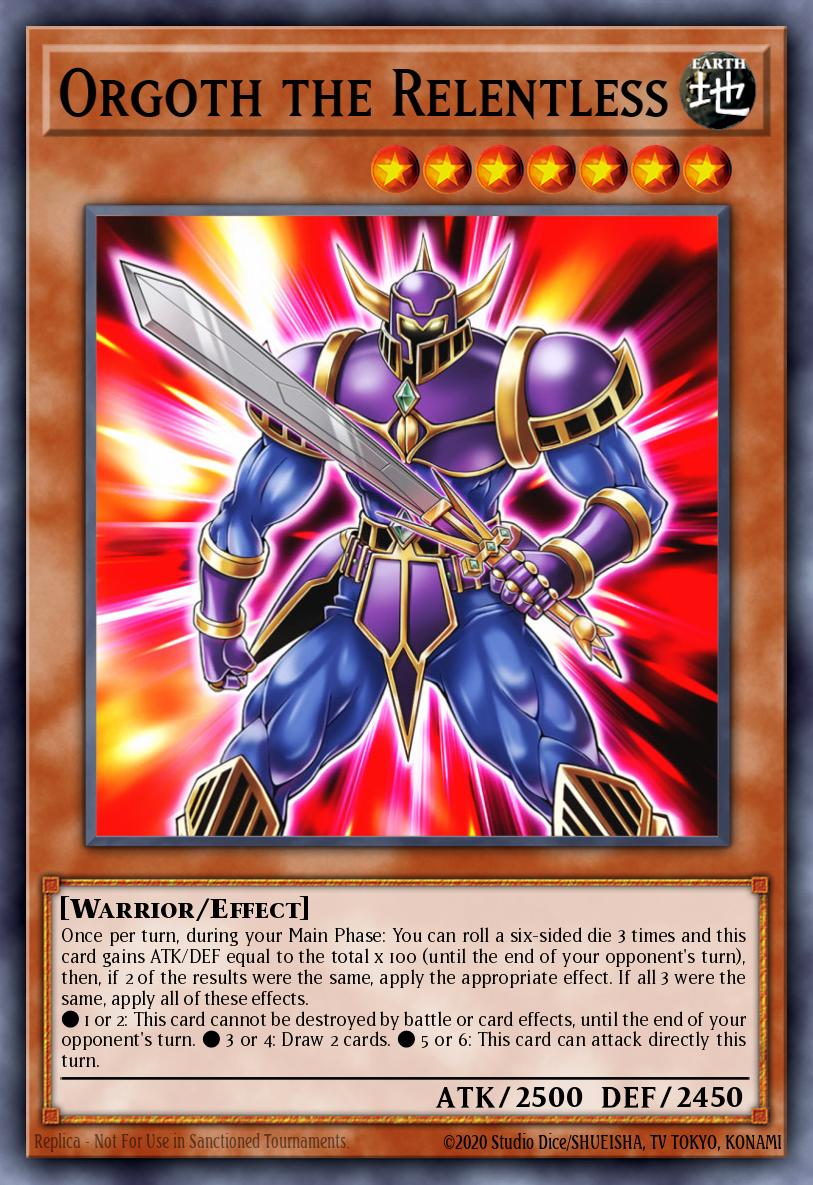 Orgoth the Relentless
EARTH
地
[Warrior/Effect]
Once per turn, during your Main Phase: You can roll a six-sided die 3 times and this
card gains ATK/DEF equal to the total x 100 (until the end of your opponent's turn),
then, if 2 of the results were the same, apply the appropriate effect. If all 3 were the
same, apply all of these effects.
● 1 or 2: This card cannot be destroyed by battle or card effects, until the end of your
opponent's turn. ● 3 or 4: Draw 2 cards. ● 5 or 6: This card can attack directly this
turn.
ATK/2500 DEF/2450
Replica - Not For Use in Sanctioned Tournaments.
©2020 Studio Dice/SHUEISHA, TV TOKYO, KONAMI